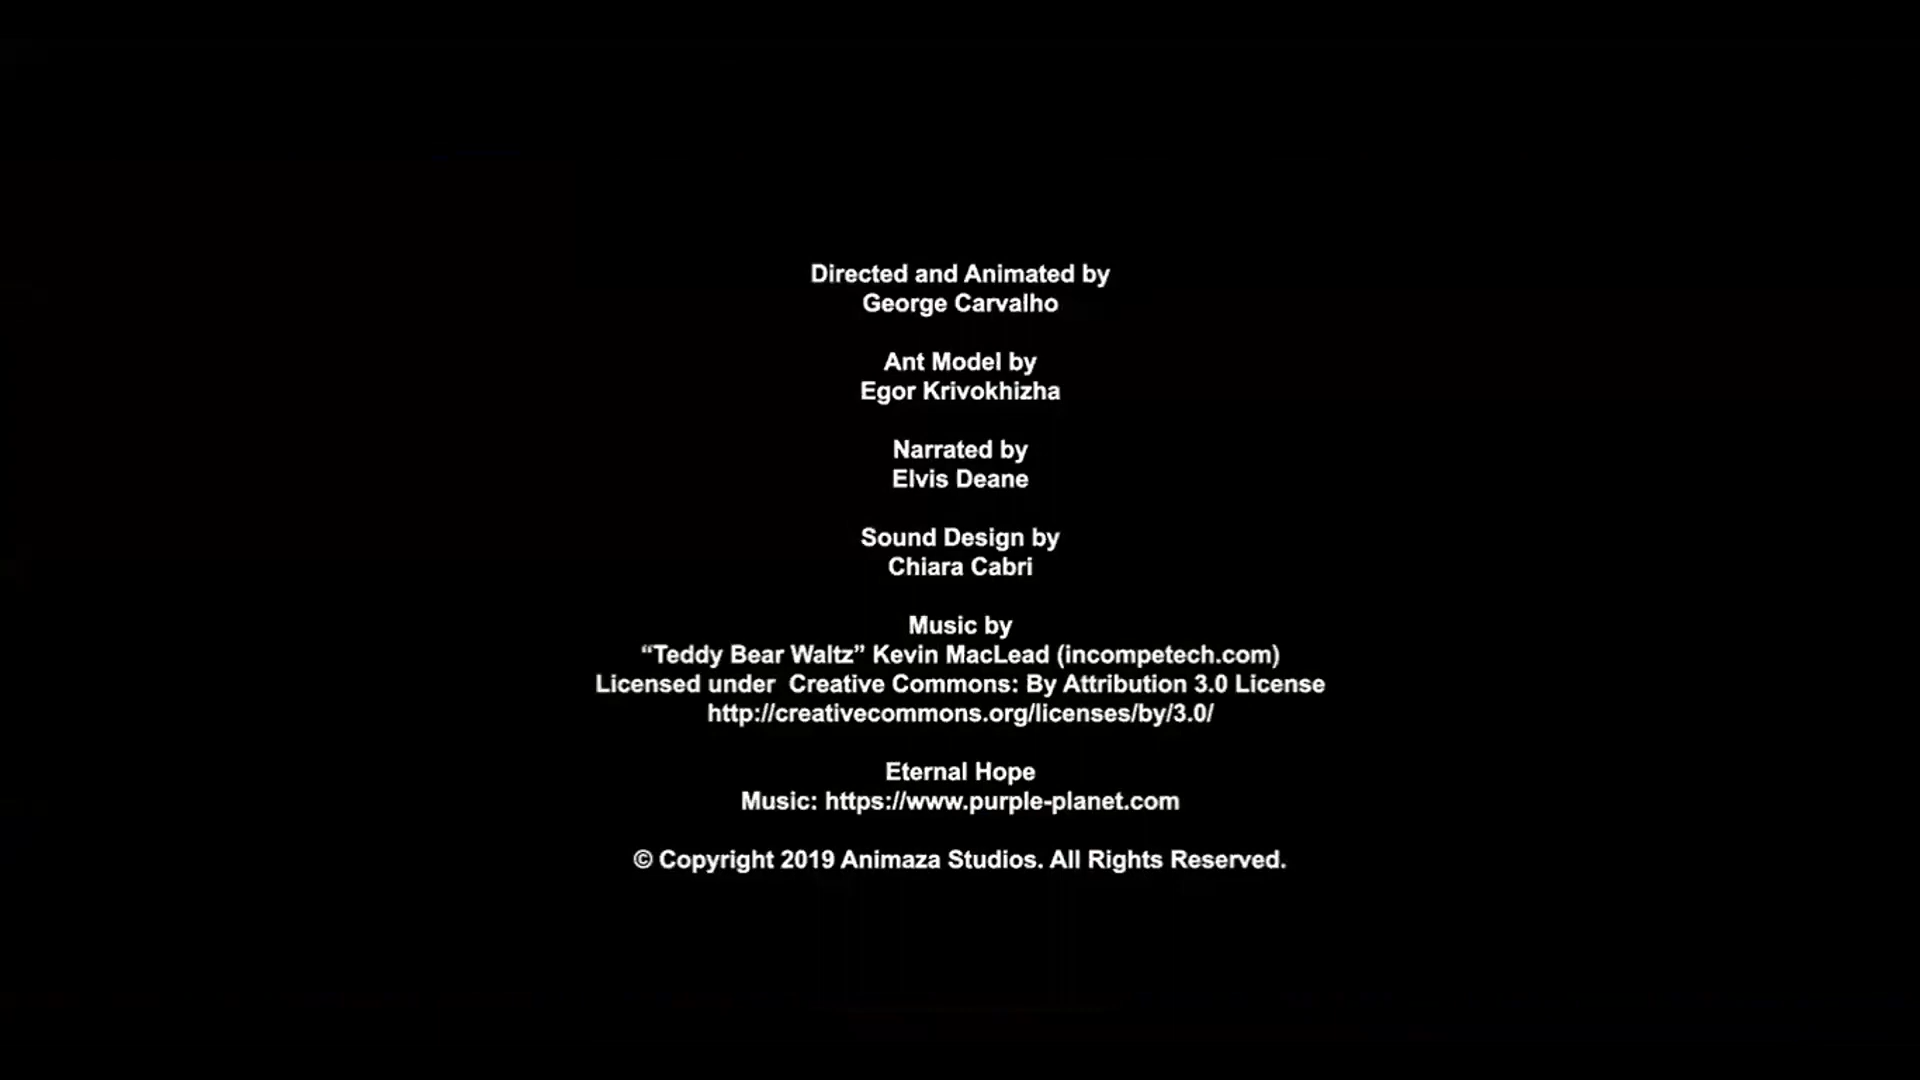 Directed and Animated by
George Carvalho
Ant Model by
Egor Krivokhizha
Narrated by
Elvis Deane
Sound Design by
Chiara Cabri
Music by
“Teddy Bear Waltz” Kevin MacLead (incompetech.com)
Licensed under  Creative Commons: By Attribution 3.0 License
http://creativecommons.org/licenses/by/3.0/
Eternal Hope
Music: https://www.purple-planet.com
© Copyright 2019 Animaza Studios. All Rights Reserved.